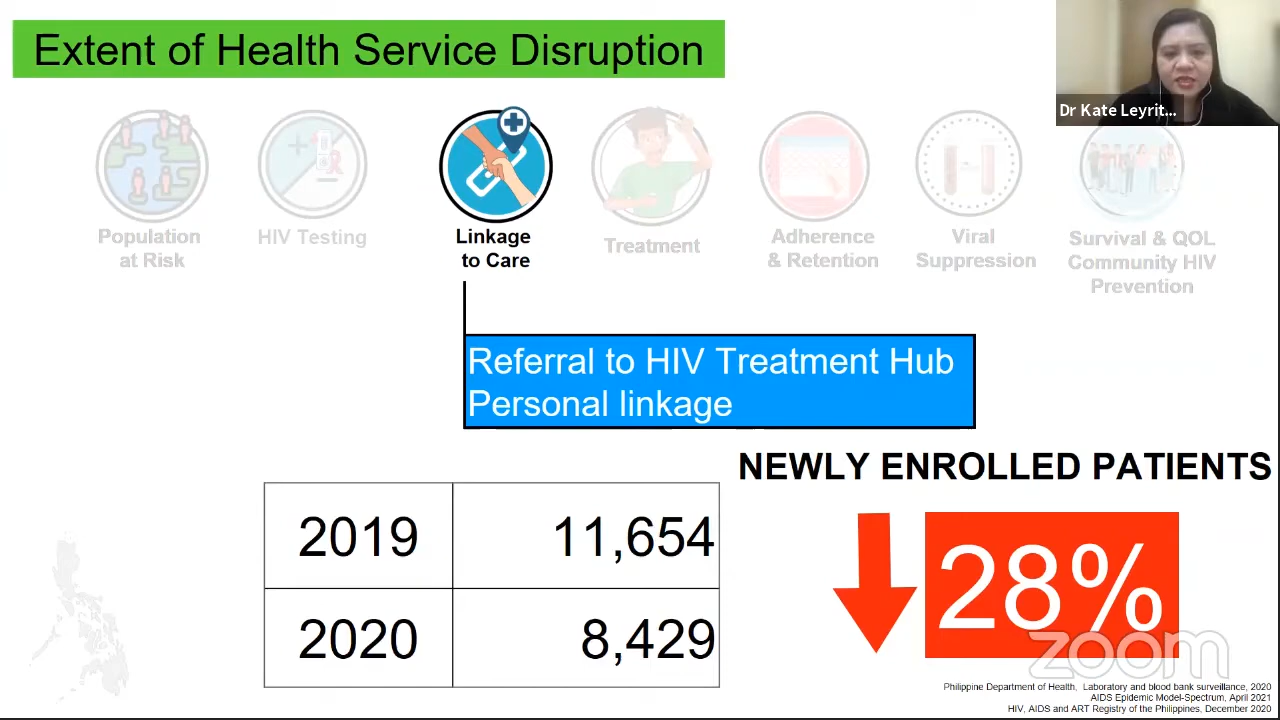 Extent of Health Service Disruption
Dr Kate Leyrit...
Population
at Risk
HIV Testing
Linkage
to Care
Treatment
Adherence
& Retention
Viral
Suppression
Survival & QOL
Community HIV
Prevention
Referral to HIV Treatment Hub
Personal linkage
NEWLY ENROLLED PATIENTS
2019 11,654
2020 8,429
28%
zoom
Philippine Department of Health, Laboratory and blood bank surveillance, 2020
AIDS Epidemic Model-Spectrum, April 2021
HIV, AIDS and ART Registry of the Philippines, December 2020